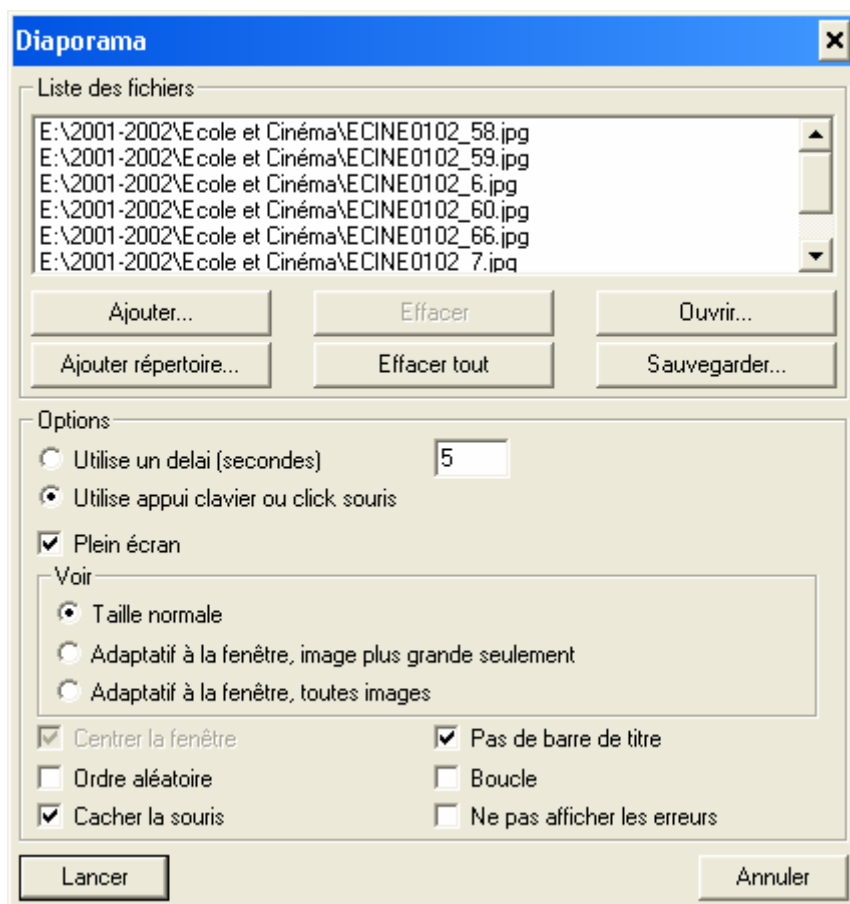 Diaporama
Liste des fichiers
E:\2001-2002\Ecole et Cinéma\ECINE0102_58.jpg
E:\2001-2002\Ecole et Cinéma\ECINE0102_59.jpg
E:\2001-2002\Ecole et Cinéma\ECINE0102_6.jpg
E:\2001-2002\Ecole et Cinéma\ECINE0102_60.jpg
E:\2001-2002\Ecole et Cinéma\ECINE0102_66.jpg
E:\2001-2002\Ecole et Cinéma\ECINE0102_7.jpg
Ajouter... Effacer Ouvrir...
Ajouter répertoire... Effacer tout Sauvegarder...
Options
Utilise un delai (secondes) 5
Utilise appui clavier ou click souris
Plein écran
Voir
Taille normale
Adaptatif à la fenêtre, image plus grande seulement
Adaptatif à la fenêtre, toutes images
Centrer la fenêtre Pas de barre de titre
Ordre aléatoire Boucle
Cacher la souris Ne pas afficher les erreurs
Lancer Annuler